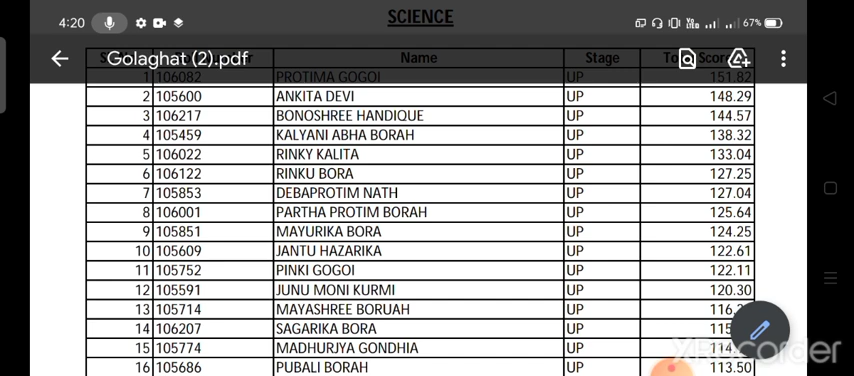 SCIENCE
4:20
67%
Golaghat (2).pdf
Name Stage
1 106082 PROTIMA GOGOI UP 151.82
2 105600 ANKITA DEVI UP 148.29
3 106217 BONOSHREE HANDIQUE UP 144.57
4 105459 KALYANI ABHA BORAH UP 138.32
5 106022 RINKY KALITA UP 133.04
6 106122 RINKU BORA UP 127.25
7 105853 DEBAPROTIM NATH UP 127.04
8 106001 PARTHA PROTIM BORAH UP 125.64
9 105851 MAYURIKA BORA UP 124.25
10 105609 JANTU HAZARIKA UP 122.61
11 105752 PINKI GOGOI UP 122.11
12 105591 JUNU MONI KURMI UP 120.30
13 105714 MAYASHREE BORUAH UP
14 106207 SAGARIKA BORA UP
15 105774 MADHURJYA GONDHIA UP
16 105686 PUBALI BORAH UP 113.50
XRecorder